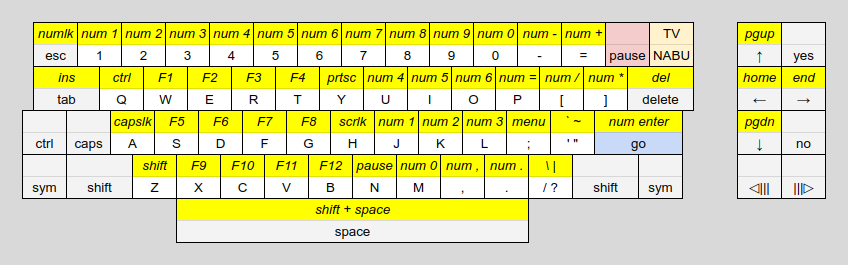 numlk num 1 num 2 num 3 num 4 num 5 num 6 num 7 num 8 num 9 num 0 num - num + TV pgup
esc 1 2 3 4 5 6 7 8 9 0 - = pause NABU ↑ yes
ins ctrl F1 F2 F3 F4 prtsc num 4 num 5 num 6 num = num / num * del home end
tab Q W E R T Y U I O P [ ] delete ← →
capslk F5 F6 F7 F8 scrlk num 1 num 2 num 3 menu ` ~ num enter pgdn
ctrl caps A S D F G H J K L ; ' " go ↓ no
shift F9 F10 F11 F12 pause num 0 num , num . \ |
sym shift Z X C V B N M , . / ? shift sym ◁||| |||▷
shift + space
space